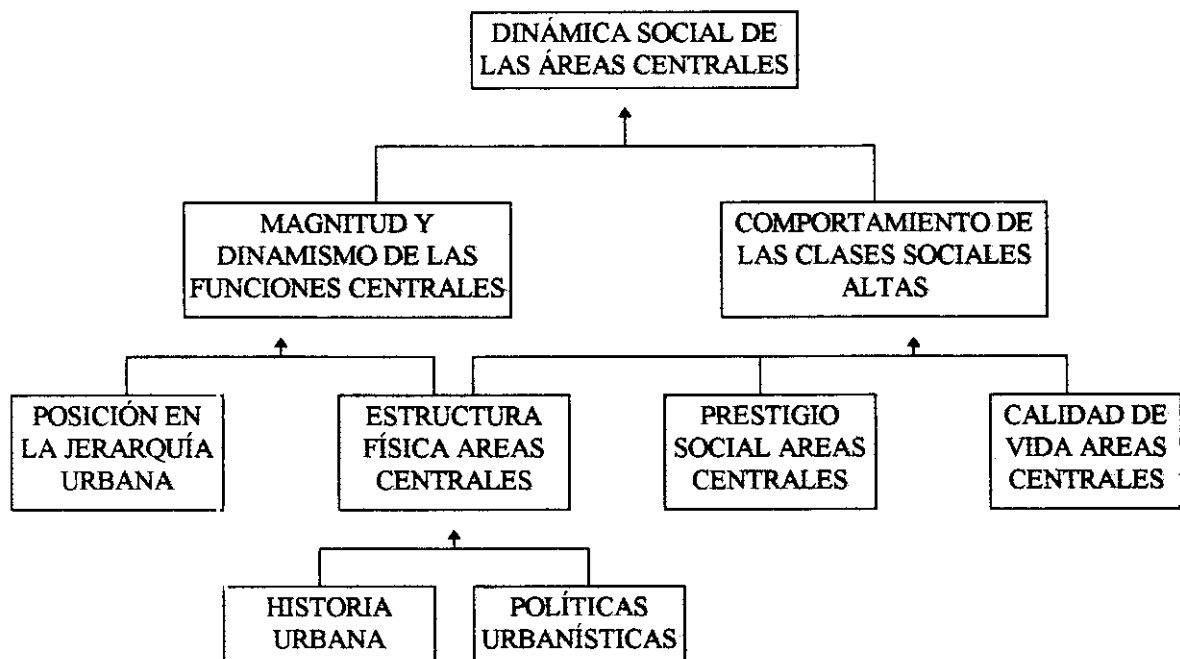 DINÁMICA SOCIAL DE
LAS ÁREAS CENTRALES
MAGNITUD Y
DINAMISMO DE LAS
FUNCIONES CENTRALES
COMPORTAMIENTO DE
LAS CLASES SOCIALES
ALTAS
POSICIÓN EN
LA JERARQUÍA
URBANA
ESTRUCTURA
FÍSICA AREAS
CENTRALES
PRESTIGIO
SOCIAL AREAS
CENTRALES
CALIDAD DE
VIDA AREAS
CENTRALES
HISTORIA
URBANA
POLÍTICAS
URBANÍSTICAS